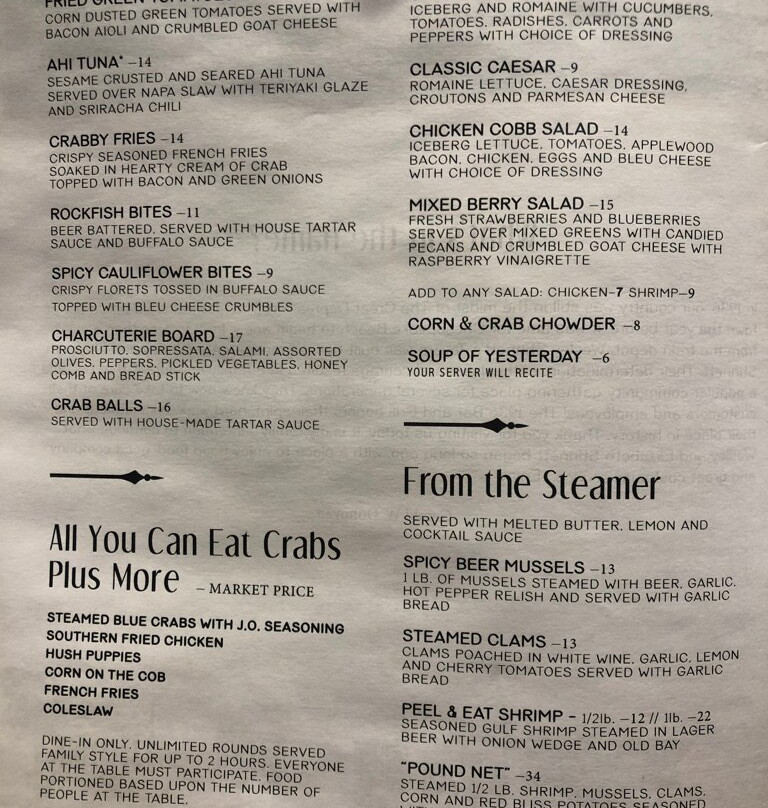 FRIED GREEN
CORN DUSTED GREEN TOMATOES SERVED WITH
BACON AIOLI AND CRUMBLED GOAT CHEESE
AHI TUNA* –14
SESAME CRUSTED AND SEARED AHI TUNA
SERVED OVER NAPA SLAW WITH TERIYAKI GLAZE
AND SRIRACHA CHILI
CRABBY FRIES –14
CRISPY SEASONED FRENCH FRIES
SOAKED IN HEARTY CREAM OF CRAB
TOPPED WITH BACON AND GREEN ONIONS
ROCKFISH BITES –11
BEER BATTERED, SERVED WITH HOUSE TARTAR
SAUCE AND BUFFALO SAUCE
SPICY CAULIFLOWER BITES –9
CRISPY FLORETS TOSSED IN BUFFALO SAUCE
TOPPED WITH BLEU CHEESE CRUMBLES
CHARCUTERIE BOARD –17
PROSCIUTTO, SOPRESSATA, SALAMI, ASSORTED
OLIVES, PEPPERS, PICKLED VEGETABLES, HONEY
COMB AND BREAD STICK
CRAB BALLS –16
SERVED WITH HOUSE-MADE TARTAR SAUCE
All You Can Eat Crabs
Plus More – MARKET PRICE
STEAMED BLUE CRABS WITH J.O. SEASONING
SOUTHERN FRIED CHICKEN
HUSH PUPPIES
CORN ON THE COB
FRENCH FRIES
COLESLAW
DINE-IN ONLY. UNLIMITED ROUNDS SERVED
FAMILY STYLE FOR UP TO 2 HOURS. EVERYONE
AT THE TABLE MUST PARTICIPATE. FOOD
PORTIONED BASED UPON THE NUMBER OF
PEOPLE AT THE TABLE.
ICEBERG AND ROMAINE WITH CUCUMBERS,
TOMATOES, RADISHES, CARROTS AND
PEPPERS WITH CHOICE OF DRESSING
CLASSIC CAESAR –9
ROMAINE LETTUCE, CAESAR DRESSING,
CROUTONS AND PARMESAN CHEESE
CHICKEN COBB SALAD –14
ICEBERG LETTUCE, TOMATOES, APPLEWOOD
BACON, CHICKEN, EGGS AND BLEU CHEESE
WITH CHOICE OF DRESSING
MIXED BERRY SALAD –15
FRESH STRAWBERRIES AND BLUEBERRIES
SERVED OVER MIXED GREENS WITH CANDIED
PECANS AND CRUMBLED GOAT CHEESE WITH
RASPBERRY VINAIGRETTE
ADD TO ANY SALAD: CHICKEN–7 SHRIMP–9
CORN & CRAB CHOWDER –8
SOUP OF YESTERDAY –6
YOUR SERVER WILL RECITE
From the Steamer
SERVED WITH MELTED BUTTER, LEMON AND
COCKTAIL SAUCE
SPICY BEER MUSSELS –13
1 LB. OF MUSSELS STEAMED WITH BEER, GARLIC,
HOT PEPPER RELISH AND SERVED WITH GARLIC
BREAD
STEAMED CLAMS –13
CLAMS POACHED IN WHITE WINE, GARLIC, LEMON
AND CHERRY TOMATOES SERVED WITH GARLIC
BREAD
PEEL & EAT SHRIMP – 1/2lb. –12 // 1lb. –22
SEASONED GULF SHRIMP STEAMED IN LAGER
BEER WITH ONION WEDGE AND OLD BAY
"POUND NET" –34
STEAMED 1/2 LB. SHRIMP, MUSSELS, CLAMS,
CORN AND RED BLISS POTATOES SEASONED